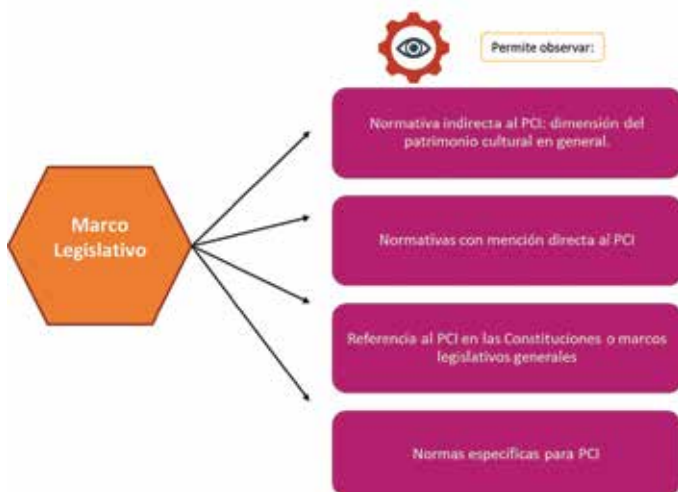 Permite observar:
Marco
Legislativo
Normativa indirecta al PCI: dimensión del
patrimonio cultural en general.
Normativas con mención directa al PCI
Referencia al PCI en las Constituciones o marcos
legislativos generales
Normas específicas para PCI